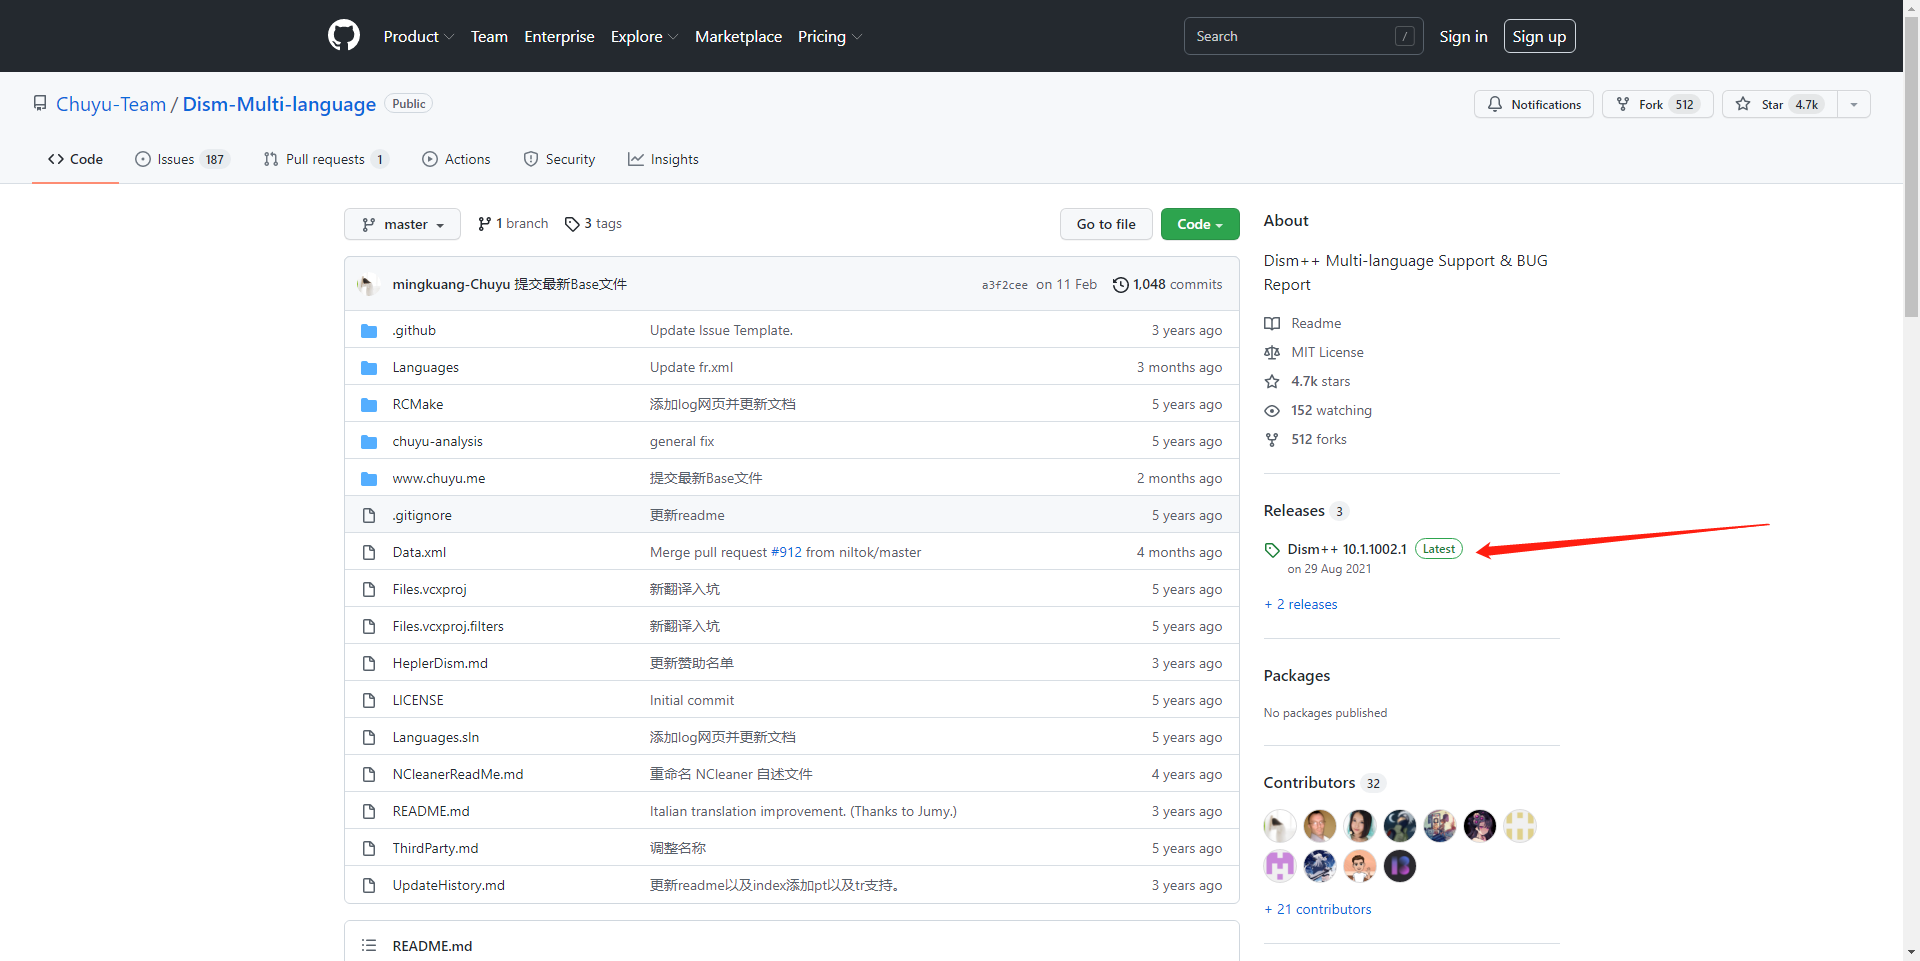 Product Team Enterprise Explore Marketplace Pricing Search / Sign in Sign up
Chuyu-Team / Dism-Multi-language Public Notifications Fork 512 Star 4.7k
Code Issues 187 Pull requests 1 Actions Security Insights
master 1 branch 3 tags Go to file Code
mingkuang-Chuyu 提交最新Base文件 a3f2cee on 11 Feb 1,048 commits
.github Update Issue Template. 3 years ago
Languages Update fr.xml 3 months ago
RCMake 添加log网页并更新文档 5 years ago
chuyu-analysis general fix 5 years ago
www.chuyu.me 提交最新Base文件 2 months ago
.gitignore 更新readme 5 years ago
Data.xml Merge pull request #912 from niltok/master 4 months ago
Files.vcxproj 新翻译入坑 5 years ago
Files.vcxproj.filters 新翻译入坑 5 years ago
HeplerDism.md 更新赞助名单 3 years ago
LICENSE Initial commit 5 years ago
Languages.sln 添加log网页并更新文档 5 years ago
NCleanerReadMe.md 重命名 NCleaner 自述文件 4 years ago
README.md Italian translation improvement. (Thanks to Jumy.) 3 years ago
ThirdParty.md 调整名称 5 years ago
UpdateHistory.md 更新readme以及index添加pt以及tr支持。 3 years ago
README.md
About
Dism++ Multi-language Support & BUG
Report
Readme
MIT License
4.7k stars
152 watching
512 forks
Releases 3
Dism++ 10.1.1002.1 Latest
on 29 Aug 2021
+ 2 releases
Packages
No packages published
Contributors 32
+ 21 contributors